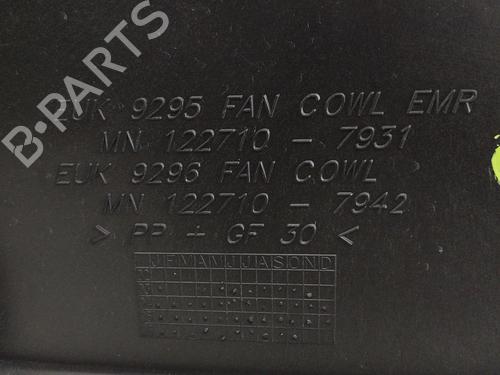 B-PARTS
EUK 9295 FAN COWL EMR
MN 122710 - 7931
EUK 9296 FAN COWL
MN 122710 - 7942
> PP + GF 30 <
J F M A M J J A S O N D